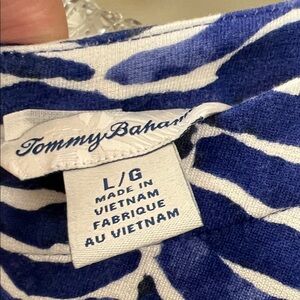 Tommy Baham
L/G
MADE IN
VIETNAM
FABRIQUE
AU VIETNAM